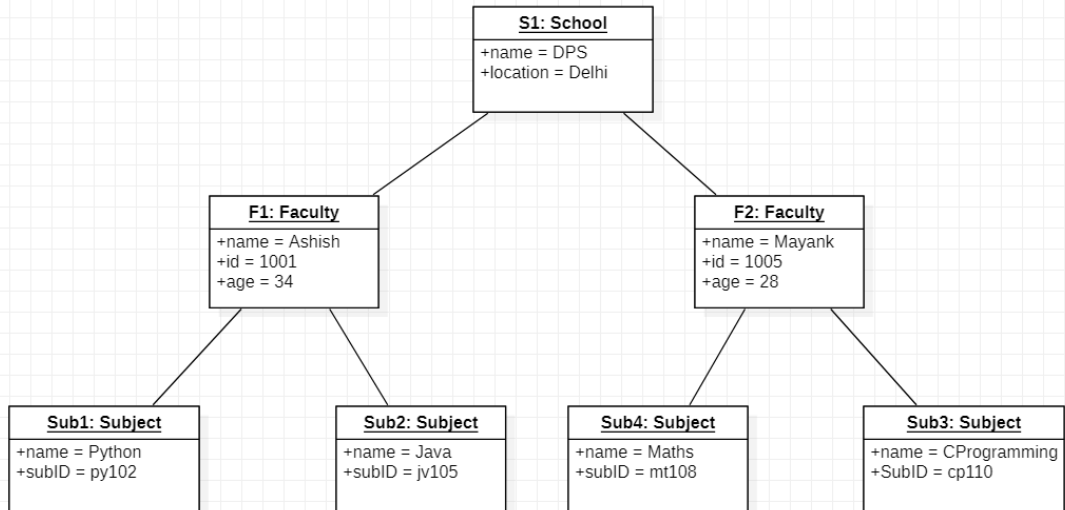 S1: School
+name = DPS
+location = Delhi
F1: Faculty
+name = Ashish
+id = 1001
+age = 34
F2: Faculty
+name = Mayank
+id = 1005
+age = 28
Sub1: Subject
+name = Python
+subID = py102
Sub2: Subject
+name = Java
+subID = jv105
Sub4: Subject
+name = Maths
+subID = mt108
Sub3: Subject
+name = CProgramming
+SubID = cp110